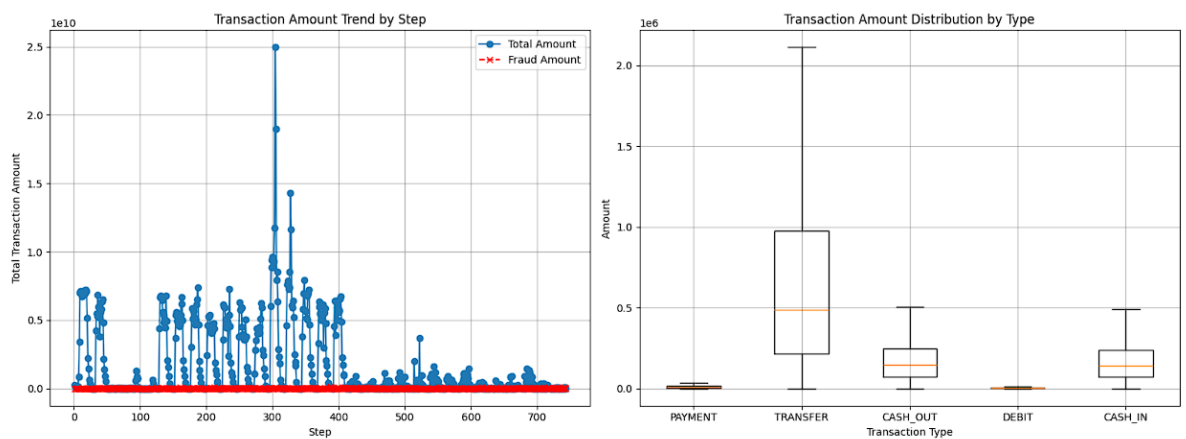 Transaction Amount Trend by Step
1e10
Total Amount
Fraud Amount
2.5
2.0
1.5
1.0
0.5
0.0
0 100 200 300 400 500 600 700
Step
Total Transaction Amount
Transaction Amount Distribution by Type
1e6
2.0
1.5
1.0
0.5
0.0
Amount
PAYMENT TRANSFER CASH_OUT DEBIT CASH_IN
Transaction Type